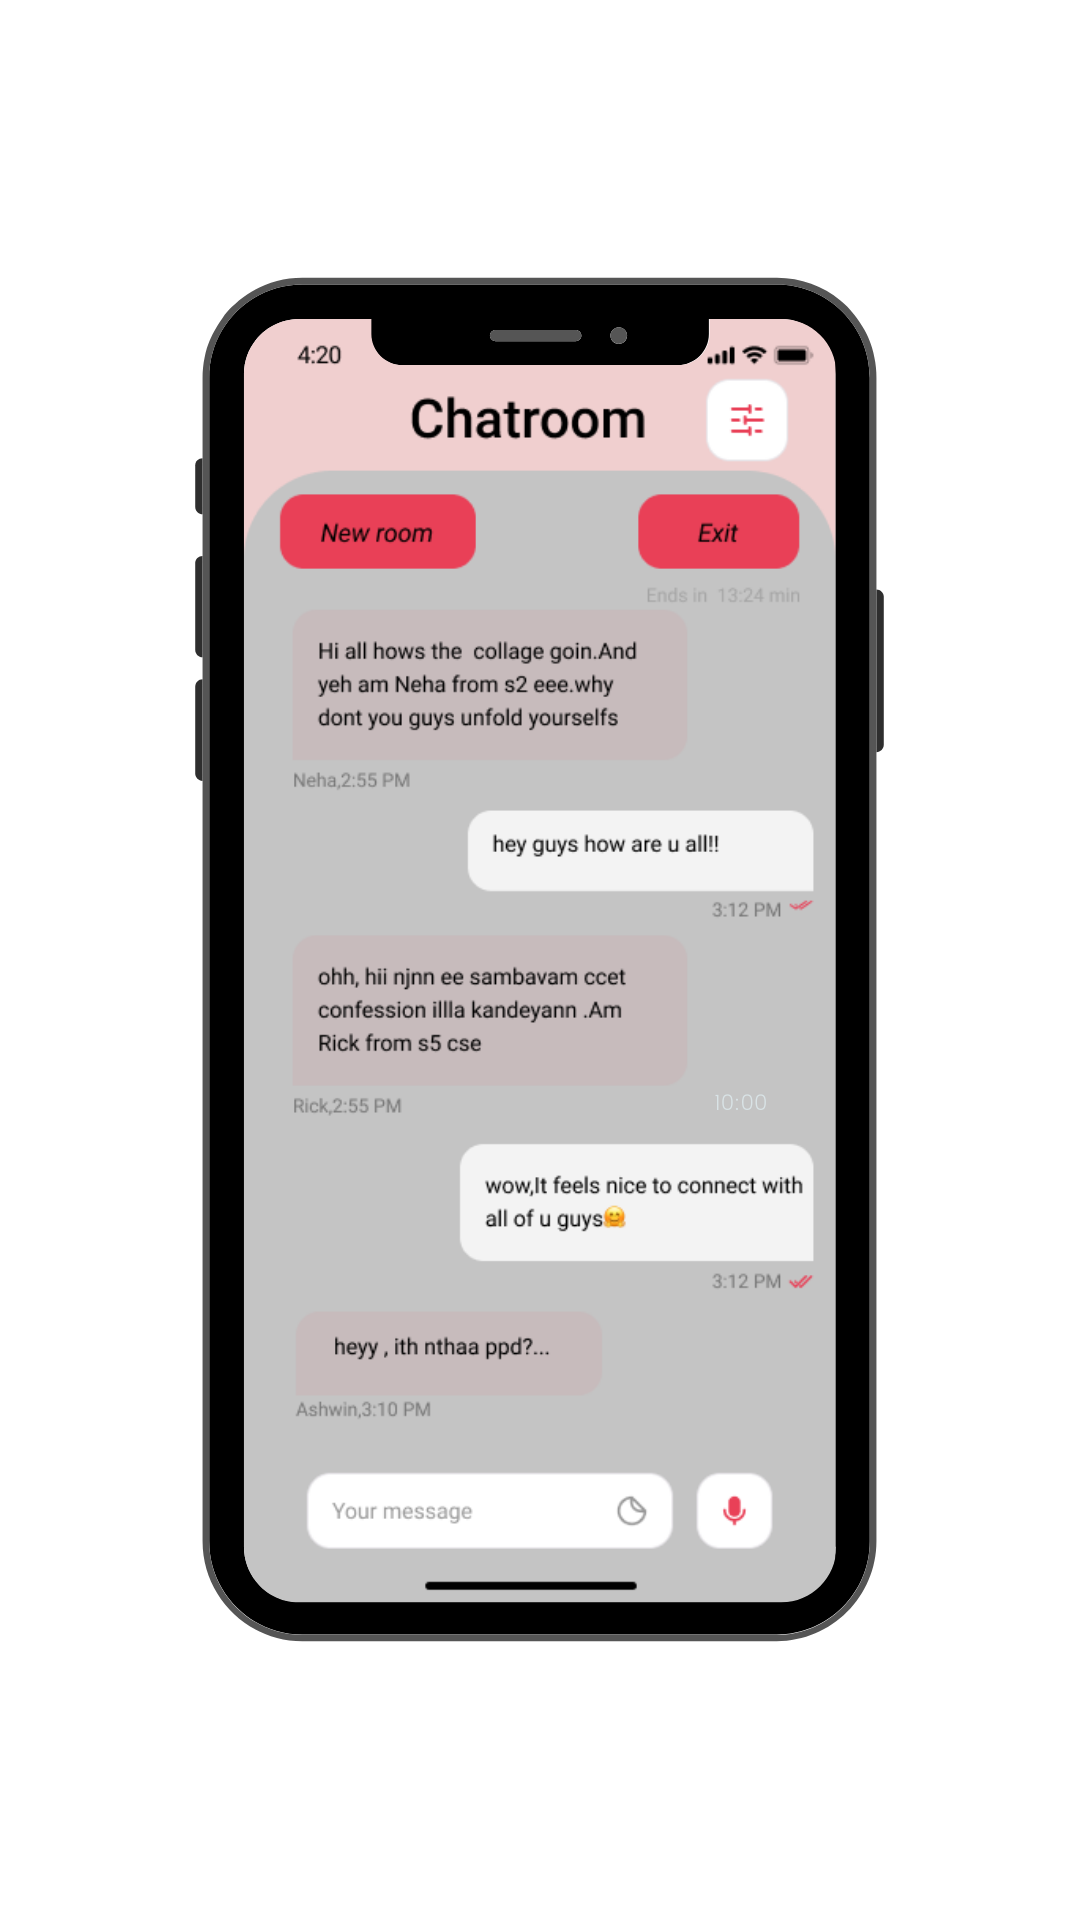 4:20
Chatroom
New room
Exit
Ends in 13:24 min
Hi all hows the collage goin.And
yeh am Neha from s2 eee.why
dont you guys unfold yourselfs
Neha,2:55 PM
hey guys how are u all!!
3:12 PM
ohh, hii njnn ee sambavam ccet
confession illla kandeyann .Am
Rick from s5 cse
Rick,2:55 PM
10:00
wow,It feels nice to connect with
all of u guys🤗
3:12 PM
heyy , ith nthaa ppd?...
Ashwin,3:10 PM
Your message